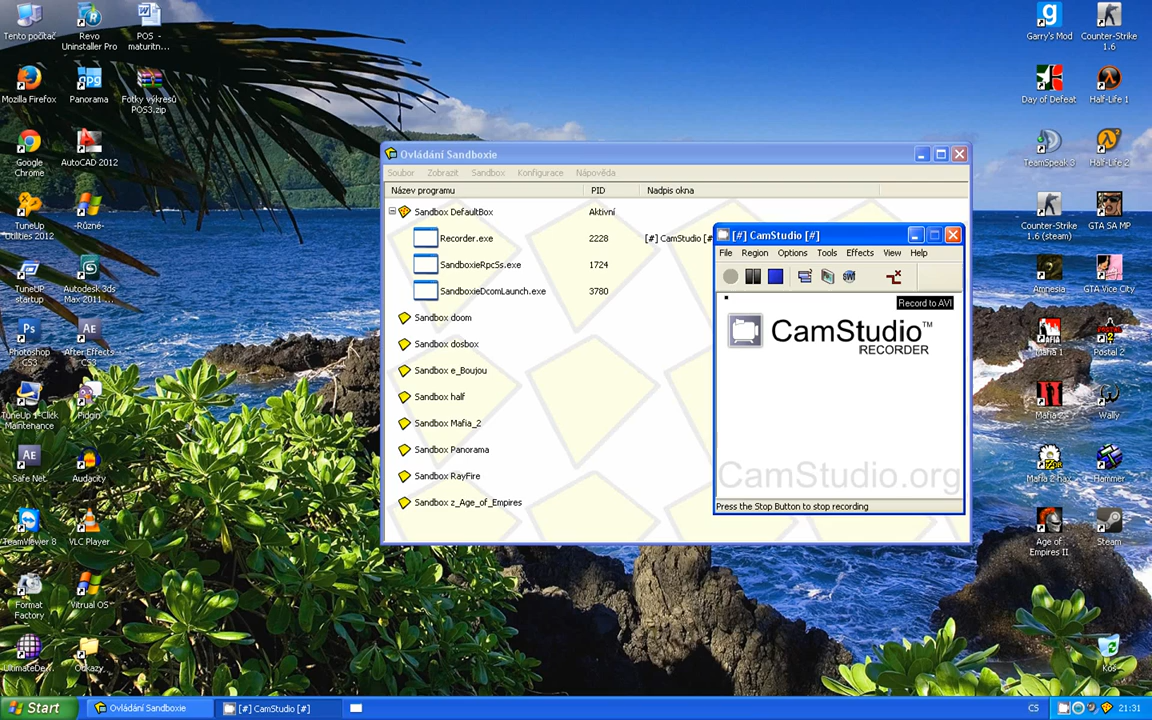 Tento počítač
Revo
Uninstaller Pro
POS -
maturitn...
Mozilla Firefox
Panorama
Fotky výkresů
POS3.zip
Google
Chrome
AutoCAD 2012
TuneUp
Utilities 2012
-Různé-
TuneUp
startup
Autodesk 3ds
Max 2011 ...
Photoshop
CS3
After Effects
CS3
TuneUp 1-Click
Maintenance
Pidgin
Safe Net
Audacity
TeamViewer 8
VLC Player
Format
Factory
Vitrual OS
UltimateDe...
Odkazy
Garry's Mod
Counter-Strike
1.6
Day of Defeat
Half-Life 1
TeamSpeak 3
Half-Life 2
Counter-Strike
1.6 (steam)
GTA SA MP
Amnesia
GTA Vice City
Mafia 1
Postal 2
Mafia 2
Wally
Mafia 2 hax
Hammer
Age of
Empires II
Steam
Koš
Ovládání Sandboxie
Soubor Zobrazit Sandbox Konfigurace Nápověda
Název programu PID Nadpis okna
Sandbox DefaultBox Aktivní
Recorder.exe 2228 [#] CamStudio [#
SandboxieRpcSs.exe 1724
SandboxieDcomLaunch.exe 3780
Sandbox doom
Sandbox dosbox
Sandbox e_Boujou
Sandbox half
Sandbox Mafia_2
Sandbox Panorama
Sandbox RayFire
Sandbox z_Age_of_Empires
[#] CamStudio [#]
File Region Options Tools Effects View Help
Record to AVI
CamStudio™
RECORDER
CamStudio.org
Press the Stop Button to stop recording
Start Ovládání Sandboxie [#] CamStudio [#] CS 21:31